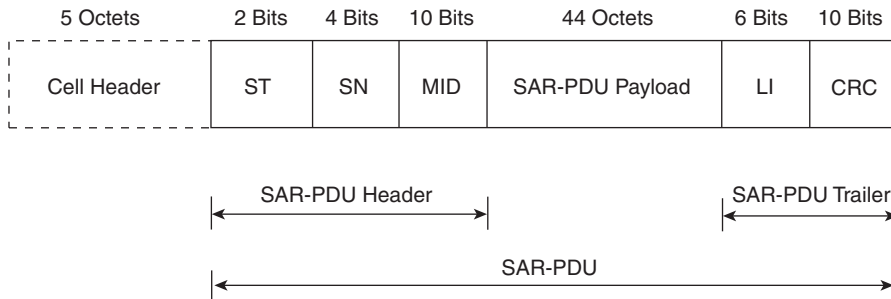 5 Octets 2 Bits 4 Bits 10 Bits 44 Octets 6 Bits 10 Bits
Cell Header ST SN MID SAR-PDU Payload LI CRC
SAR-PDU Header SAR-PDU Trailer
SAR-PDU